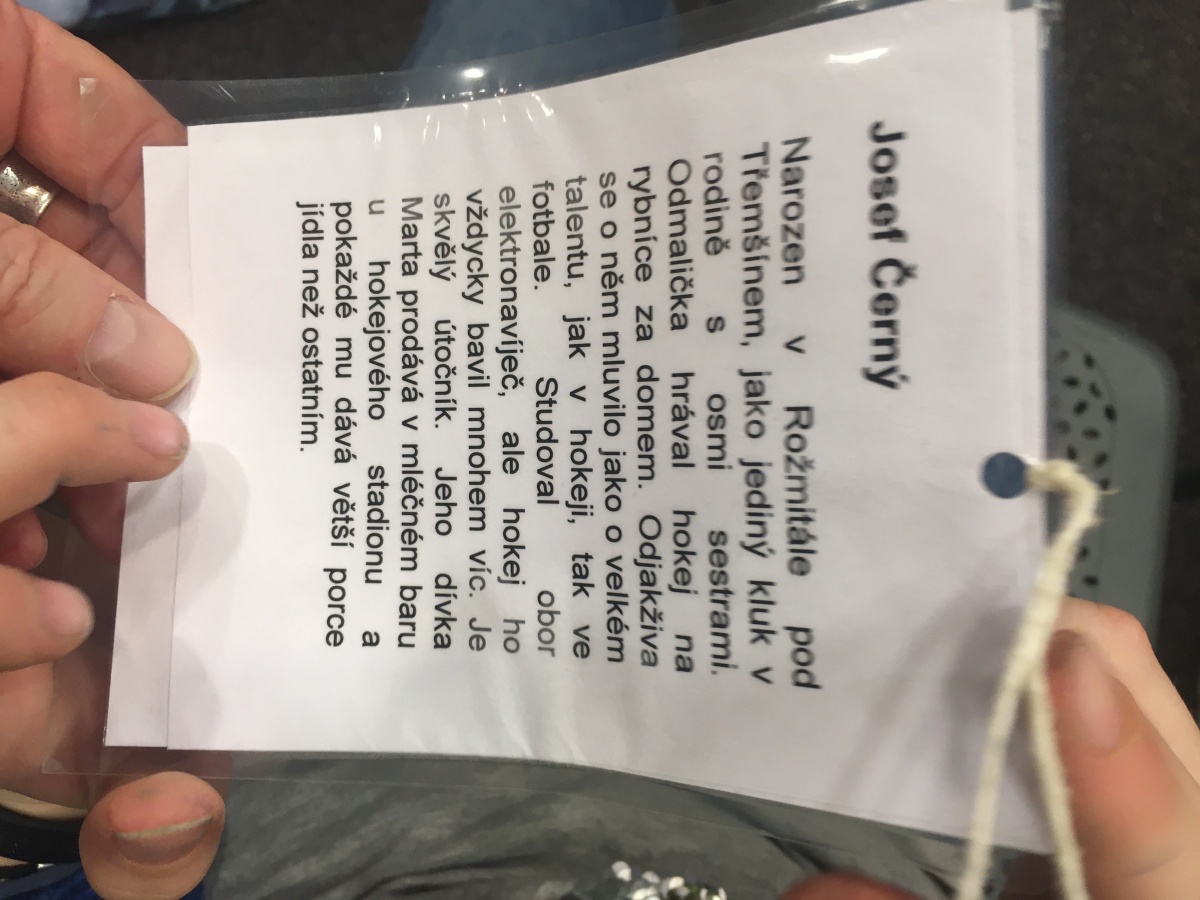 Josef Černý
Narozen v Rožmitále pod
Třemšínem, jako jediný kluk v
rodině s osmi sestrami.
Odmalička hrával hokej na
rybníce za domem. Odjakživa
se o něm mluvilo jako o velkém
talentu, jak v hokeji, tak ve
fotbale. Studoval obor
elektronavíječ, ale hokej ho
vždycky bavil mnohem víc. Je
skvělý útočník. Jeho dívka
Marta prodává v mléčném baru
u hokejového stadionu a
pokaždé mu dává větší porce
jídla než ostatním.